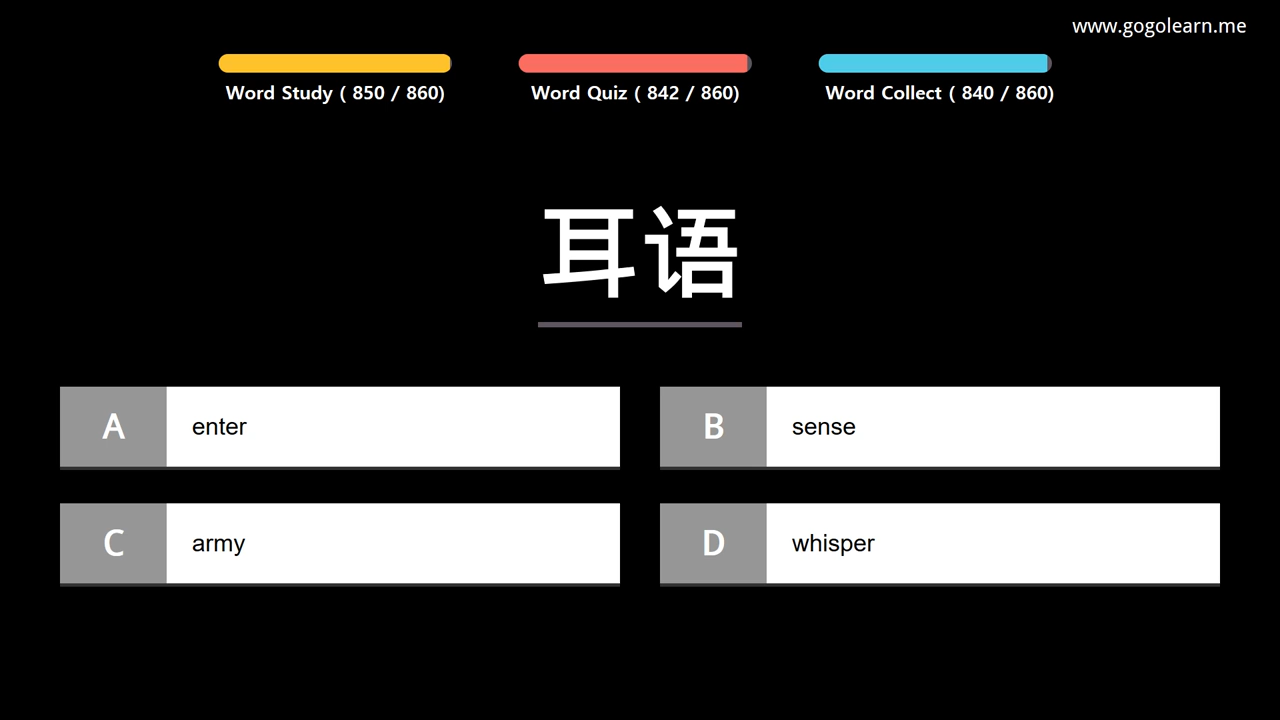 www.gogolearn.me
Word Study ( 850 / 860)
Word Quiz ( 842 / 860)
Word Collect ( 840 / 860)
耳语
A enter
B sense
C army
D whisper